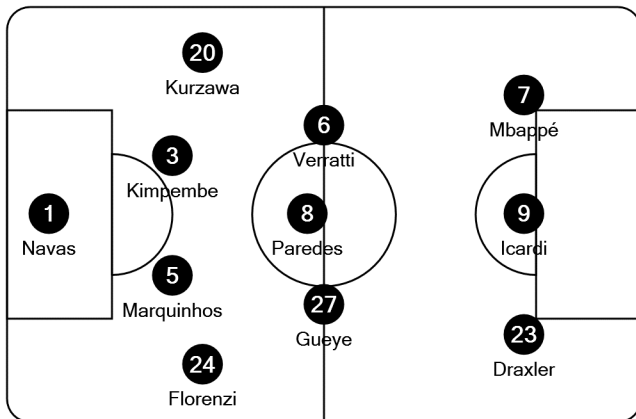 20
Kurzawa
7
Mbappé
6
Verratti
3
Kimpembe
1
Navas
8
Paredes
9
Icardi
5
Marquinhos
27
Gueye
23
Draxler
24
Florenzi